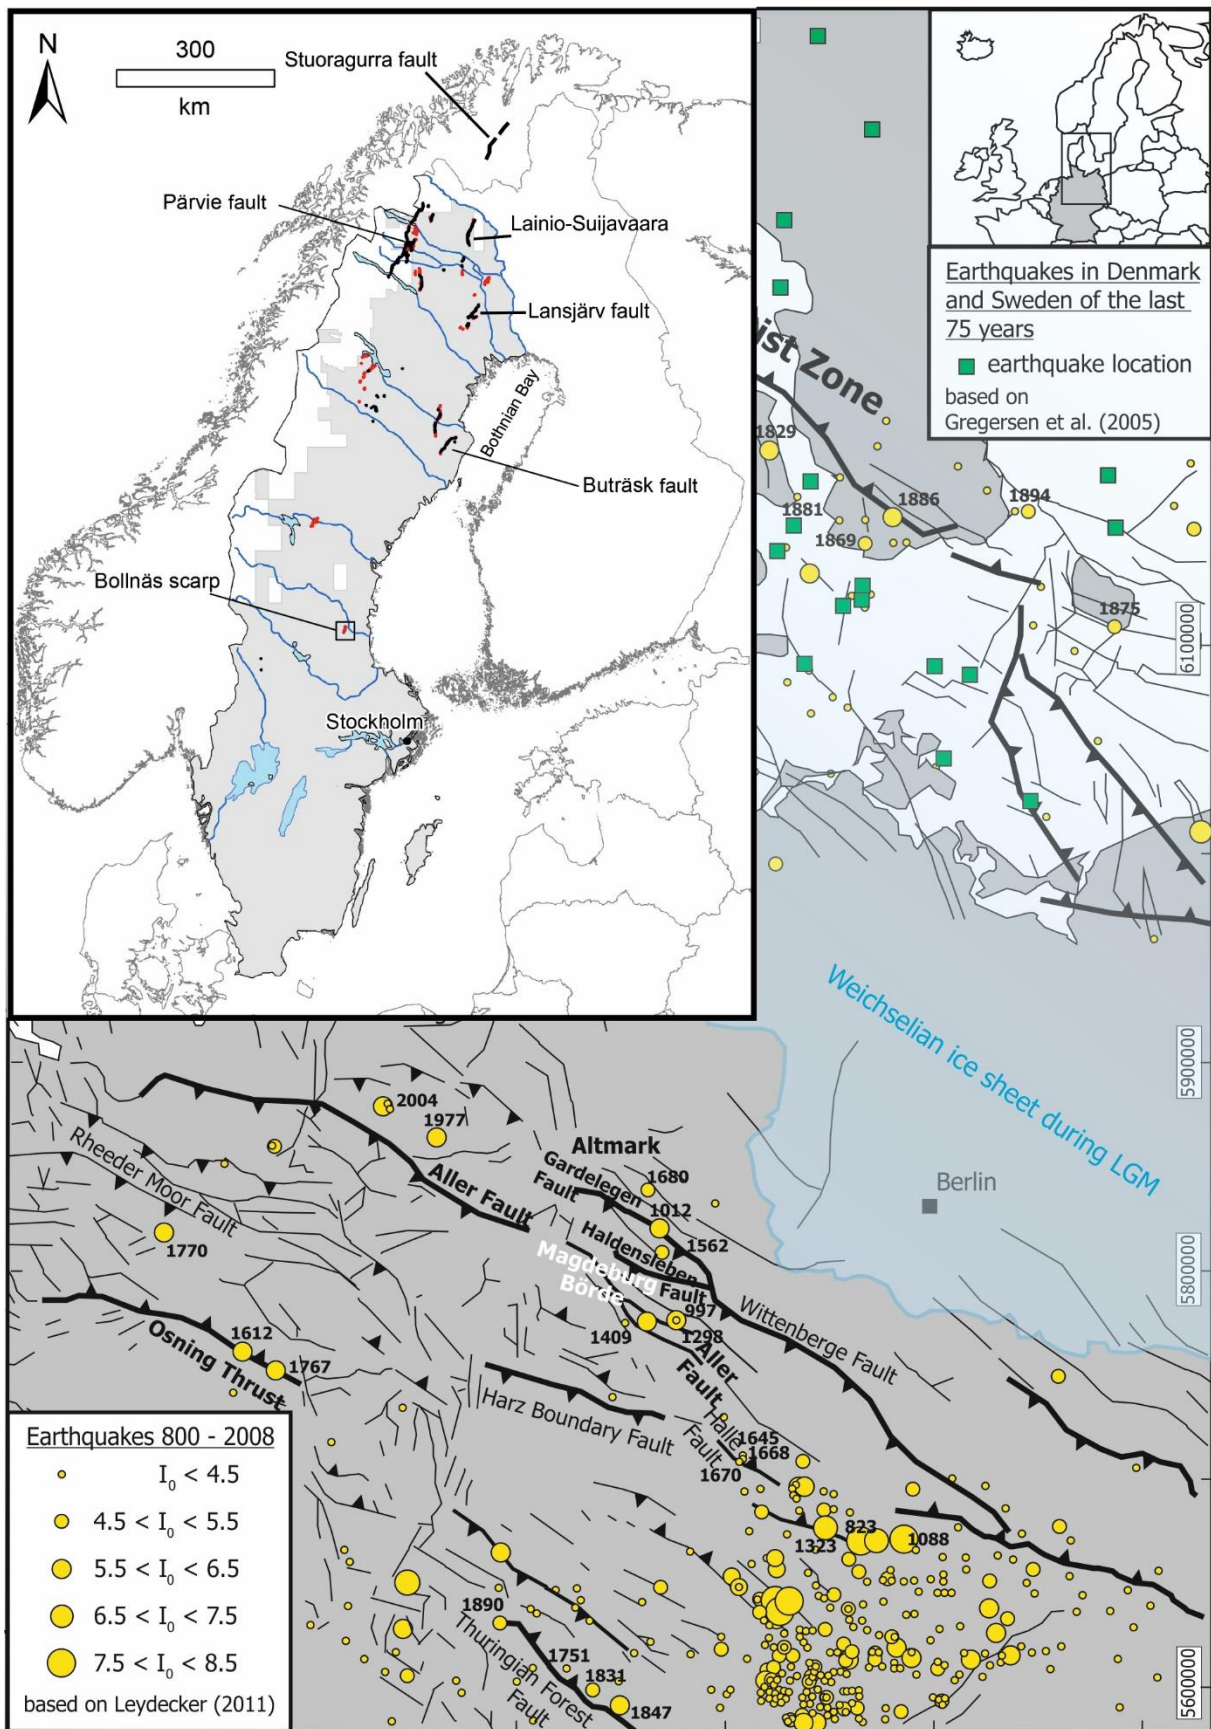 N
300
km
Stuoragurra fault
Pärvie fault
Lainio-Suijavaara
Lansjärv fault
Bothnian Bay
Buträsk fault
Bollnäs scarp
Stockholm
Earthquakes in Denmark
and Sweden of the last
75 years
earthquake location
based on
Gregersen et al. (2005)
ist Zone
1829
1881
1886
1894
1869
1875
6100000
Weichselian ice sheet during LGM
5900000
Berlin
5800000
2004
1977
Altmark
Rheeder Moor Fault
Aller Fault
Gardelegen
Fault
1680
1012
1562
1770
Haldensleben
Fault
Magdeburg
Börde
997
1409
1298
Wittenberge Fault
1612
1767
Osning Thrust
Aller
Fault
Harz Boundary Fault
Halle
Fault
1645
1668
1670
823
1323
1088
1890
Thuringian Forest
Fault
1751
1831
1847
5600000
Earthquakes 800 - 2008
I₀ < 4.5
4.5 < I₀ < 5.5
5.5 < I₀ < 6.5
6.5 < I₀ < 7.5
7.5 < I₀ < 8.5
based on Leydecker (2011)